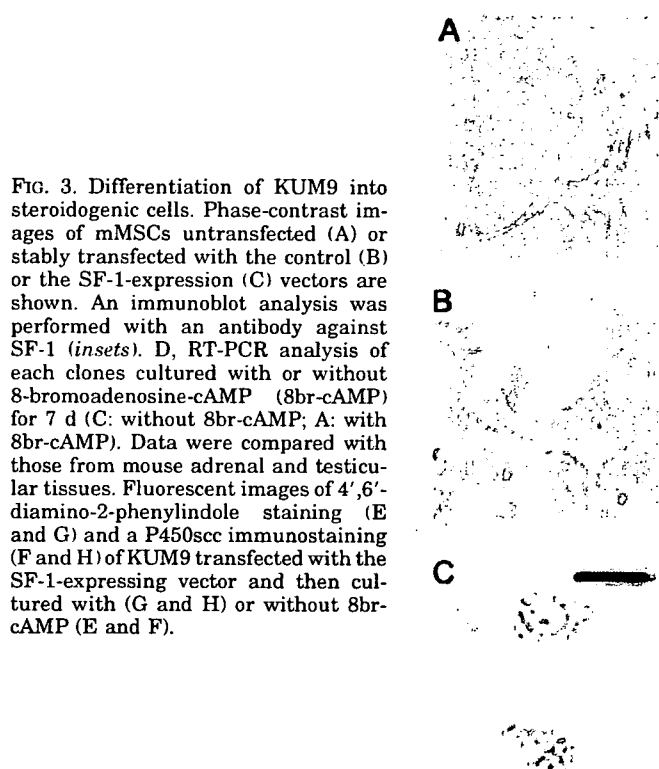 A
FIG. 3. Differentiation of KUM9 into
steroidogenic cells. Phase-contrast im-
ages of mMSCs untransfected (A) or
stably transfected with the control (B)
or the SF-1-expression (C) vectors are
shown. An immunoblot analysis was
performed with an antibody against
SF-1 (insets). D, RT-PCR analysis of
each clones cultured with or without
8-bromoadenosine-cAMP (8br-cAMP)
for 7 d (C: without 8br-cAMP; A: with
8br-cAMP). Data were compared with
those from mouse adrenal and testicu-
lar tissues. Fluorescent images of 4',6'-
diamino-2-phenylindole staining (E
and G) and a P450scc immunostaining
(F and H) of KUM9 transfected with the
SF-1-expressing vector and then cul-
tured with (G and H) or without 8br-
cAMP (E and F).
B
C